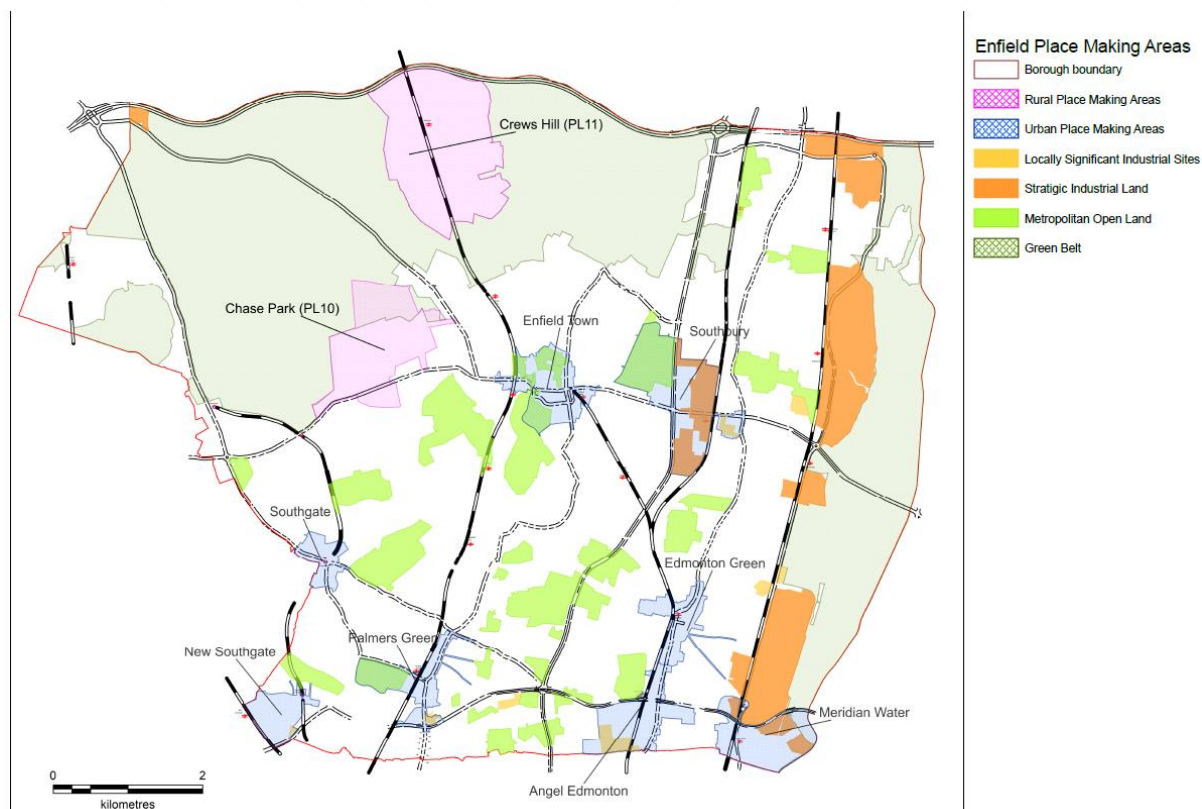 Enfield Place Making Areas
Borough boundary
Rural Place Making Areas
Urban Place Making Areas
Locally Significant Industrial Sites
Stratigic Industrial Land
Metropolitan Open Land
Green Belt
Crews Hill (PL11)
Chase Park (PL10)
Enfield Town
Southbury
Southgate
Edmonton Green
Palmers Green
New Southgate
Meridian Water
Angel Edmonton
0 2
kilometres